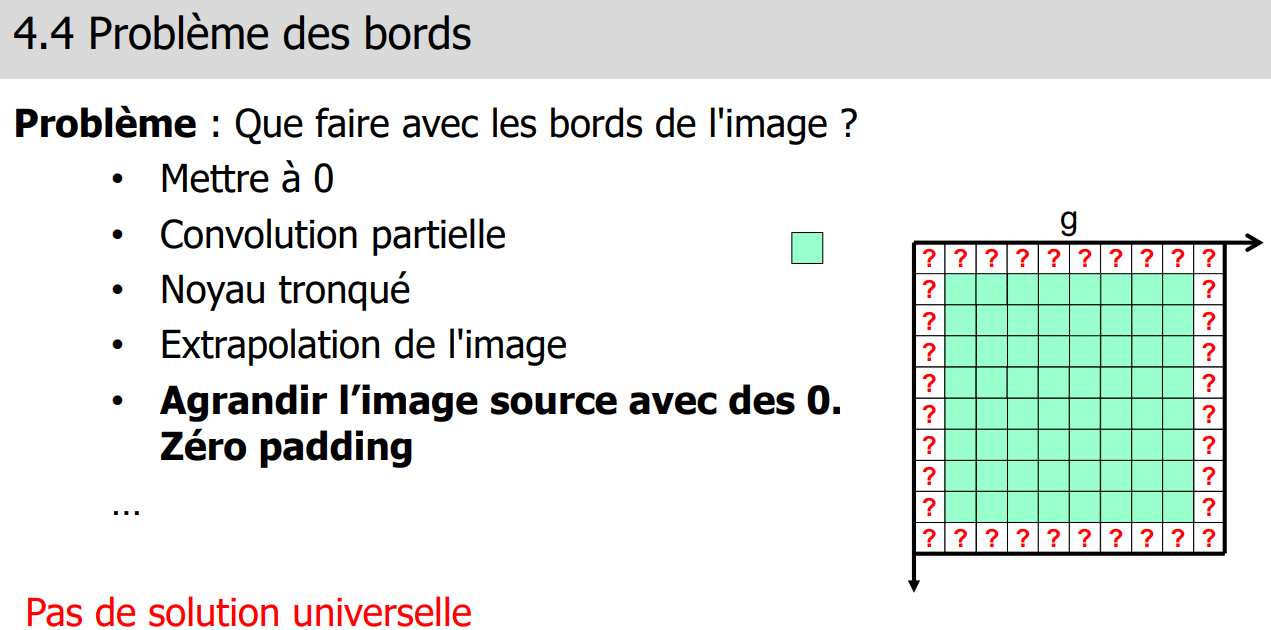 4.4 Problème des bords
Problème : Que faire avec les bords de l'image ?
• Mettre à 0
• Convolution partielle
• Noyau tronqué
• Extrapolation de l'image
• Agrandir l’image source avec des 0.
Zéro padding
...
Pas de solution universelle
g
? ? ? ? ? ? ? ? ? ?
? ?
? ?
? ?
? ?
? ?
? ?
? ?
? ?
? ? ? ? ? ? ? ? ? ?